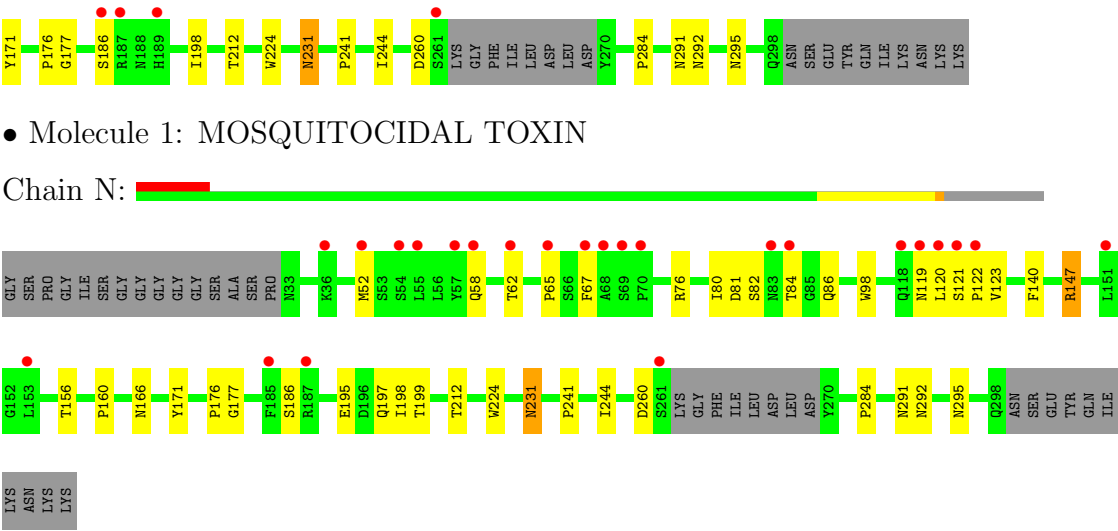 Y171 P176 G177 S186 R187 N188 H189 I198 T212 W224 N231 P241 I244 D260 S261 LYS GLY PHE ILE LEU ASP LEU ASP Y270 P284 N291 N292 N295 Q298 ASN SER GLU TYR GLN ILE LYS ASN LYS LYS
• Molecule 1: MOSQUITOCIDAL TOXIN
Chain N:
GLY SER PRO GLY ILE SER GLY GLY GLY GLY GLY SER ALA SER PRO N33 K36 M52 S53 S54 L55 L56 Y57 Q58 T62 P65 S66 F67 A68 S69 P70 R76 I80 D81 S82 N83 T84 G85 Q86 W98 Q118 N119 L120 S121 P122 V123 F140 R147 L151
G152 L153 T156 P160 N166 Y171 P176 G177 F185 S186 R187 E195 D196 Q197 I198 T199 T212 W224 N231 P241 I244 D260 S261 LYS GLY PHE ILE LEU ASP LEU ASP Y270 P284 N291 N292 N295 Q298 ASN SER GLU TYR GLN ILE
LYS ASN LYS LYS